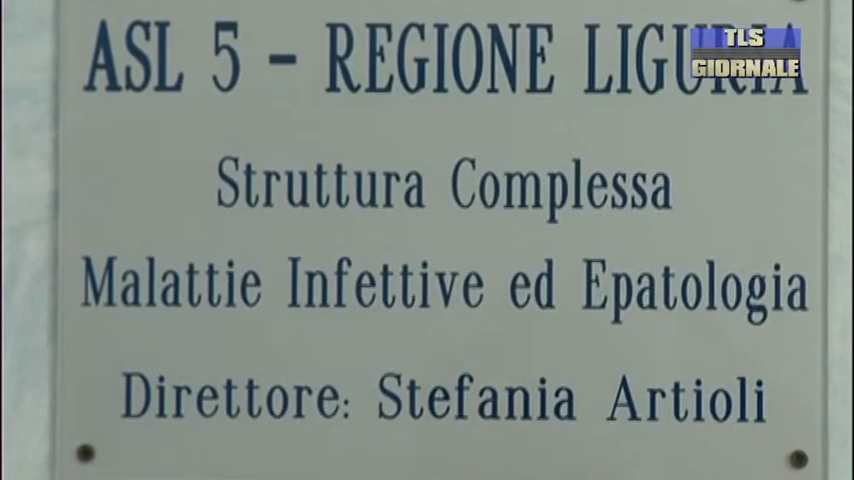 ASL 5 - REGIONE LIGURIA
TLS
GIORNALE
Struttura Complessa
Malattie Infettive ed Epatologia
Direttore: Stefania Artioli